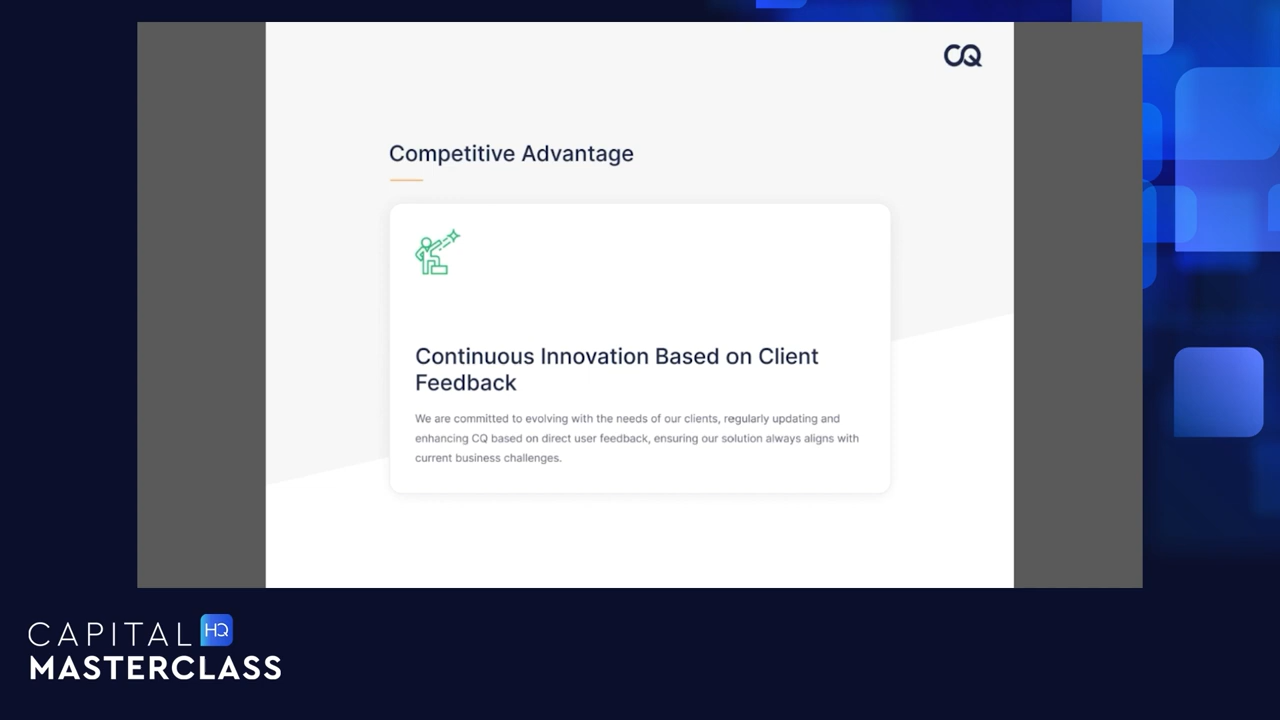 CQ
Competitive Advantage
Continuous Innovation Based on Client
Feedback
We are committed to evolving with the needs of our clients, regularly updating and
enhancing CQ based on direct user feedback, ensuring our solution always aligns with
current business challenges.
CAPITAL HQ
MASTERCLASS